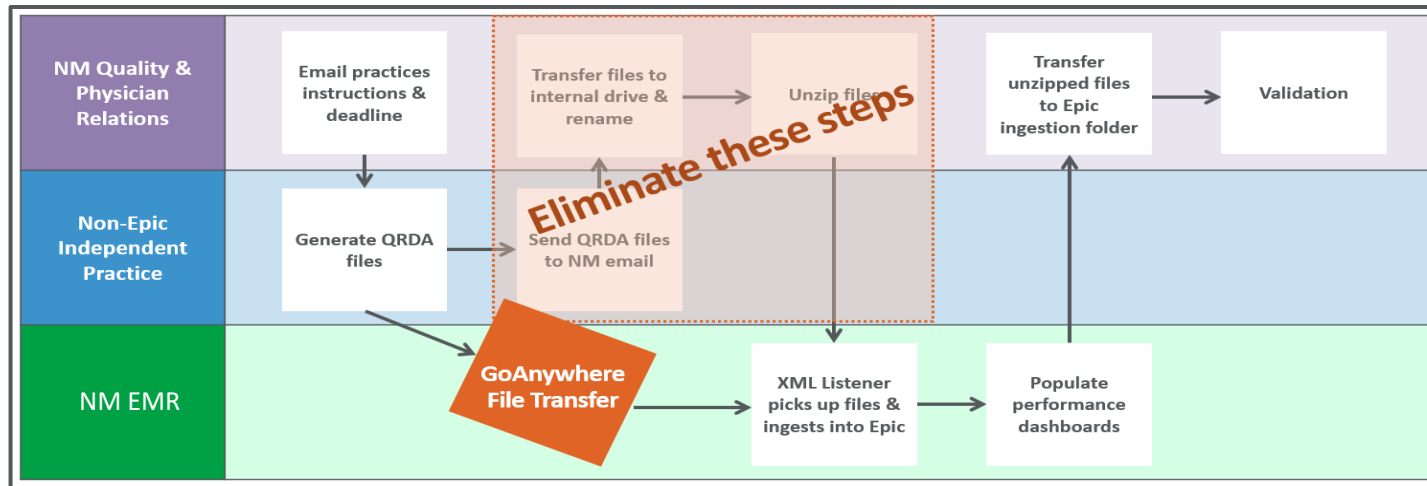 NM Quality &
Physician
Relations
Email practices
instructions &
deadline
Transfer files to
internal drive &
rename
Unzip files
Transfer
unzipped files
to Epic
ingestion folder
Validation
Eliminate these steps
Non-Epic
Independent
Practice
Generate QRDA
files
Send QRDA files
to NM email
NM EMR
GoAnywhere
File Transfer
XML Listener
picks up files &
ingests into Epic
Populate
performance
dashboards